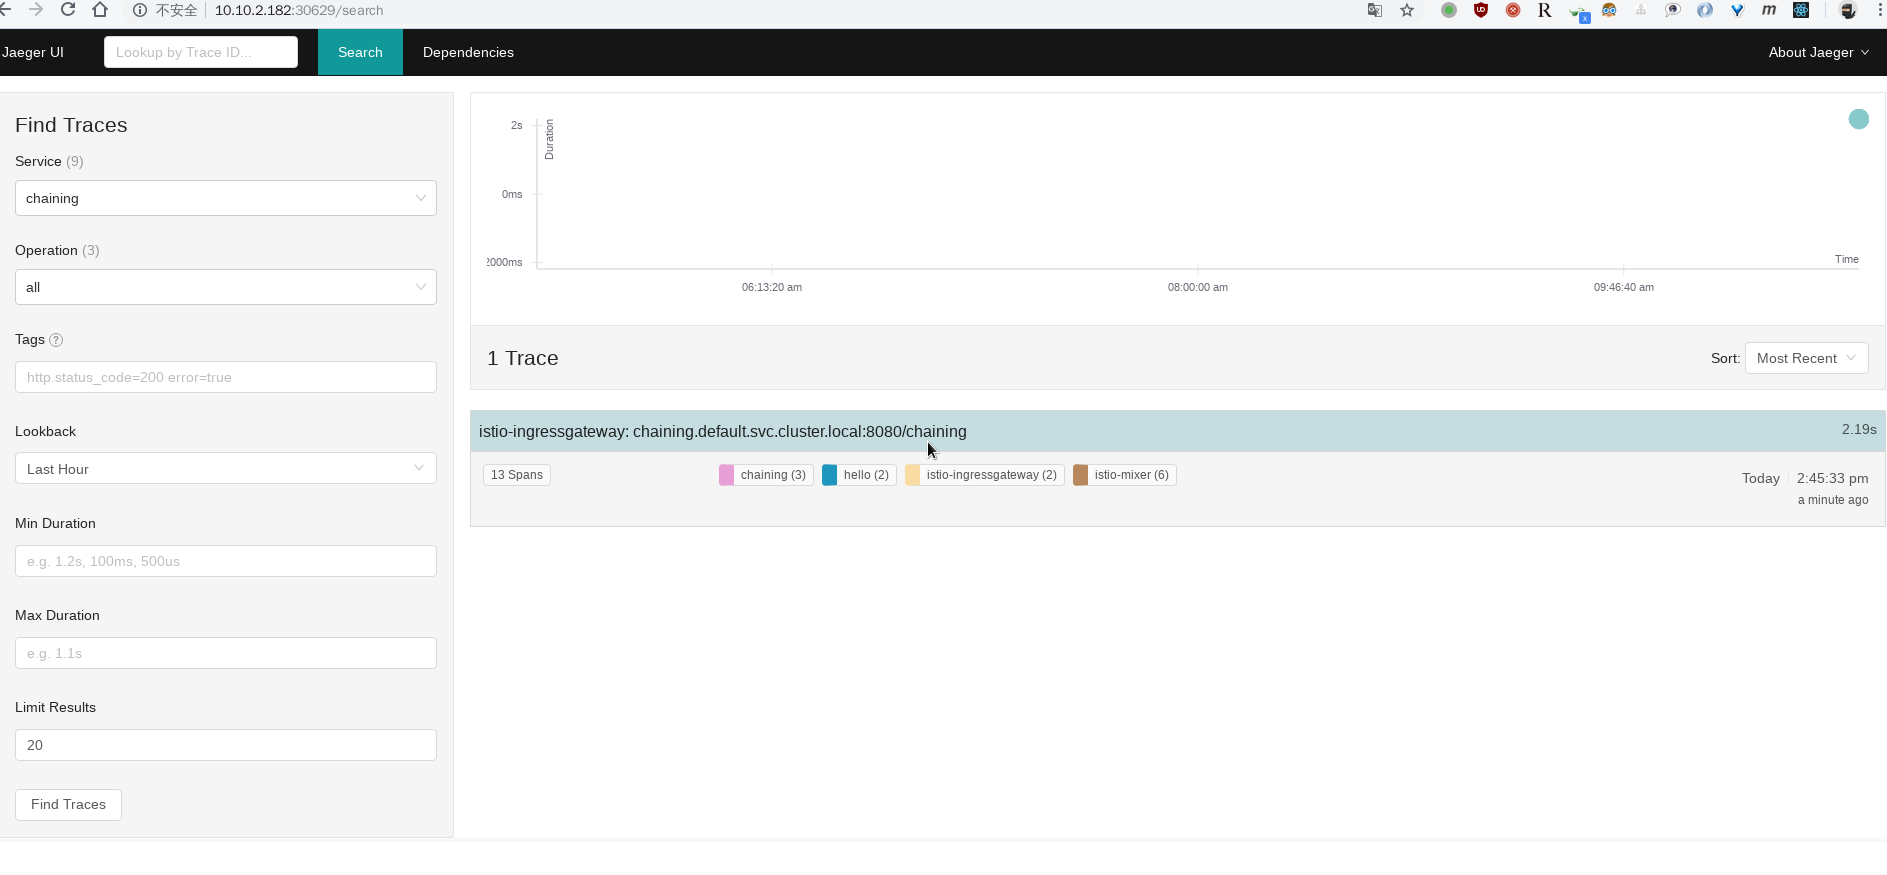 不安全 10.10.2.182:30629/search
Jaeger UI Lookup by Trace ID... Search Dependencies About Jaeger
Find Traces
Service (9)
chaining
Operation (3)
all
Tags ?
http.status_code=200 error=true
Lookback
Last Hour
Min Duration
e.g. 1.2s, 100ms, 500us
Max Duration
e.g. 1.1s
Limit Results
20
Find Traces
Duration
2s
0ms
2000ms
Time
06:13:20 am 08:00:00 am 09:46:40 am
1 Trace Sort: Most Recent
istio-ingressgateway: chaining.default.svc.cluster.local:8080/chaining 2.19s
13 Spans chaining (3) hello (2) istio-ingressgateway (2) istio-mixer (6) Today 2:45:33 pm
a minute ago